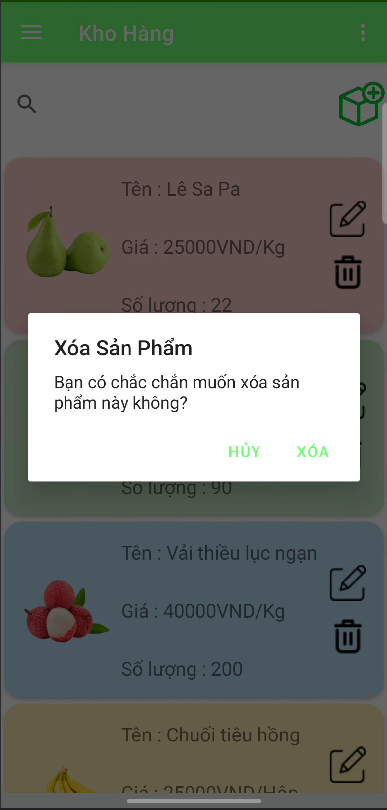 Kho Hàng
Tên : Lê Sa Pa
Giá : 25000VND/Kg
Số lượng : 22
Xóa Sản Phẩm
Bạn có chắc chắn muốn xóa sản
phẩm này không?
HỦY XÓA
Số lượng : 90
Tên : Vải thiều lục ngạn
Giá : 40000VND/Kg
Số lượng : 200
Tên : Chuối tiêu hồng
Giá : 25000VND/Hộp